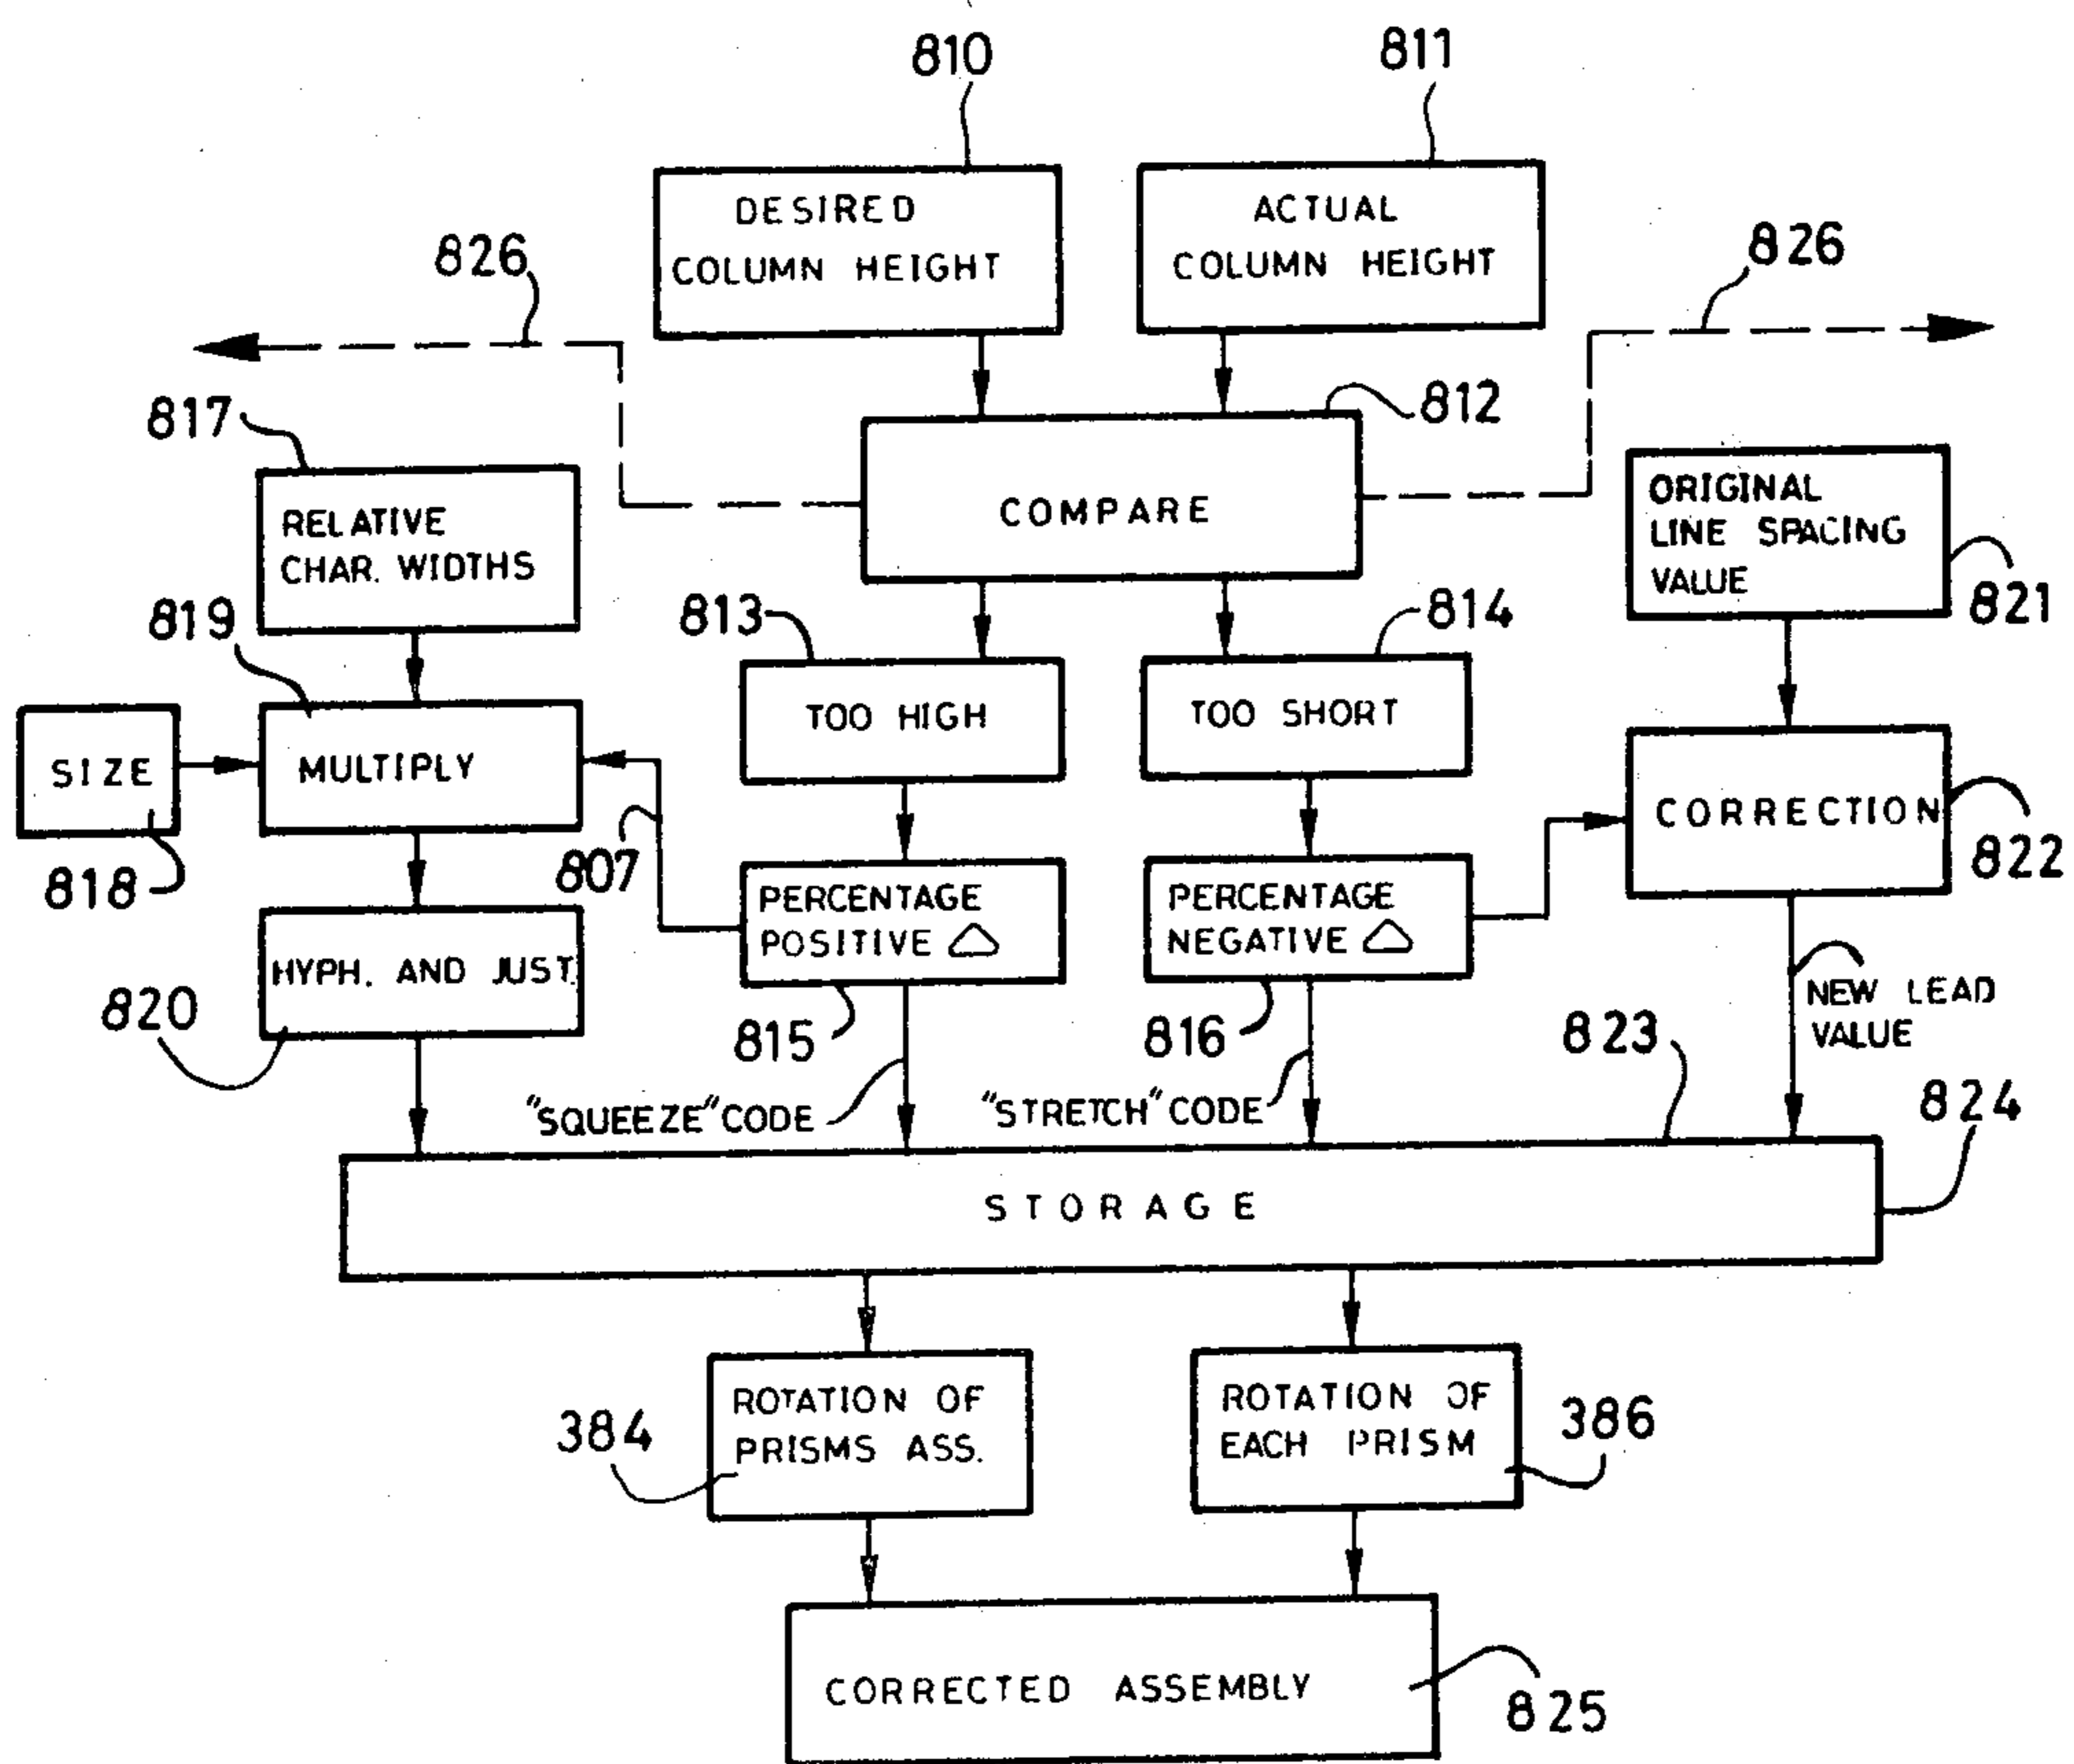 810
811
DESIRED
COLUMN HEIGHT
ACTUAL
COLUMN HEIGHT
826
826
817
812
RELATIVE
CHAR. WIDTHS
COMPARE
ORIGINAL
LINE SPACING
VALUE
821
819
813
814
SIZE
MULTIPLY
TOO HIGH
TOO SHORT
CORRECTION
822
818
807
PERCENTAGE
POSITIVE △
PERCENTAGE
NEGATIVE △
HYPH. AND JUST.
820
815
816
NEW LEAD
VALUE
823
824
"SQUEEZE" CODE
"STRETCH" CODE
STORAGE
384
ROTATION OF
PRISMS ASS.
ROTATION OF
EACH PRISM
386
CORRECTED ASSEMBLY
825